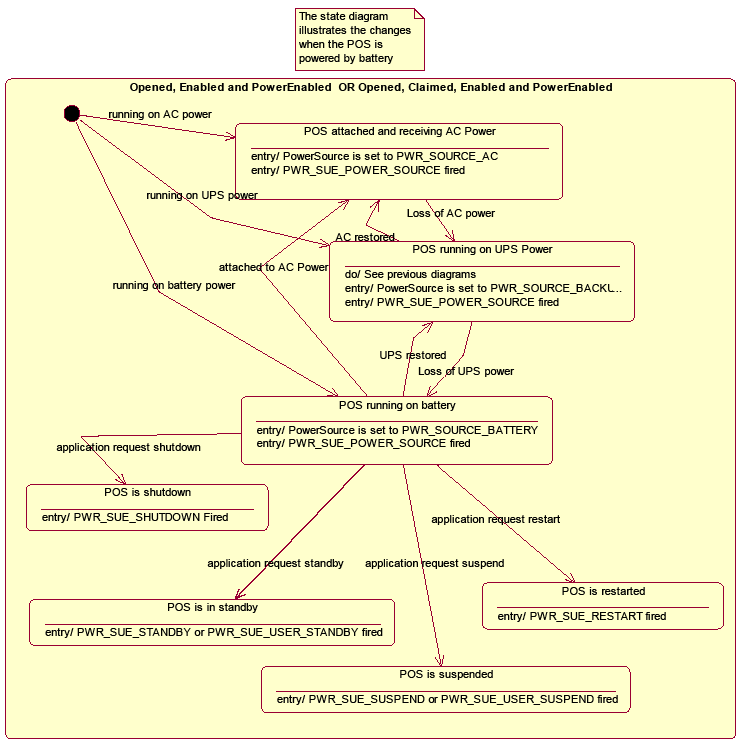 The state diagram
illustrates the changes
when the POS is
powered by battery
Opened, Enabled and PowerEnabled  OR Opened, Claimed, Enabled and PowerEnabled
running on AC power
POS attached and receiving AC Power
entry/ PowerSource is set to PWR_SOURCE_AC
entry/ PWR_SUE_POWER_SOURCE fired
running on UPS power
Loss of AC power
AC restored
POS running on UPS Power
attached to AC Power
do/ See previous diagrams
running on battery power
entry/ PowerSource is set to PWR_SOURCE_BACKL...
entry/ PWR_SUE_POWER_SOURCE fired
UPS restored
Loss of UPS power
POS running on battery
entry/ PowerSource is set to PWR_SOURCE_BATTERY
entry/ PWR_SUE_POWER_SOURCE fired
application request shutdown
POS is shutdown
entry/ PWR_SUE_SHUTDOWN Fired
application request restart
application request standby
application request suspend
POS is restarted
entry/ PWR_SUE_RESTART fired
POS is in standby
entry/ PWR_SUE_STANDBY or PWR_SUE_USER_STANDBY fired
POS is suspended
entry/ PWR_SUE_SUSPEND or PWR_SUE_USER_SUSPEND fired